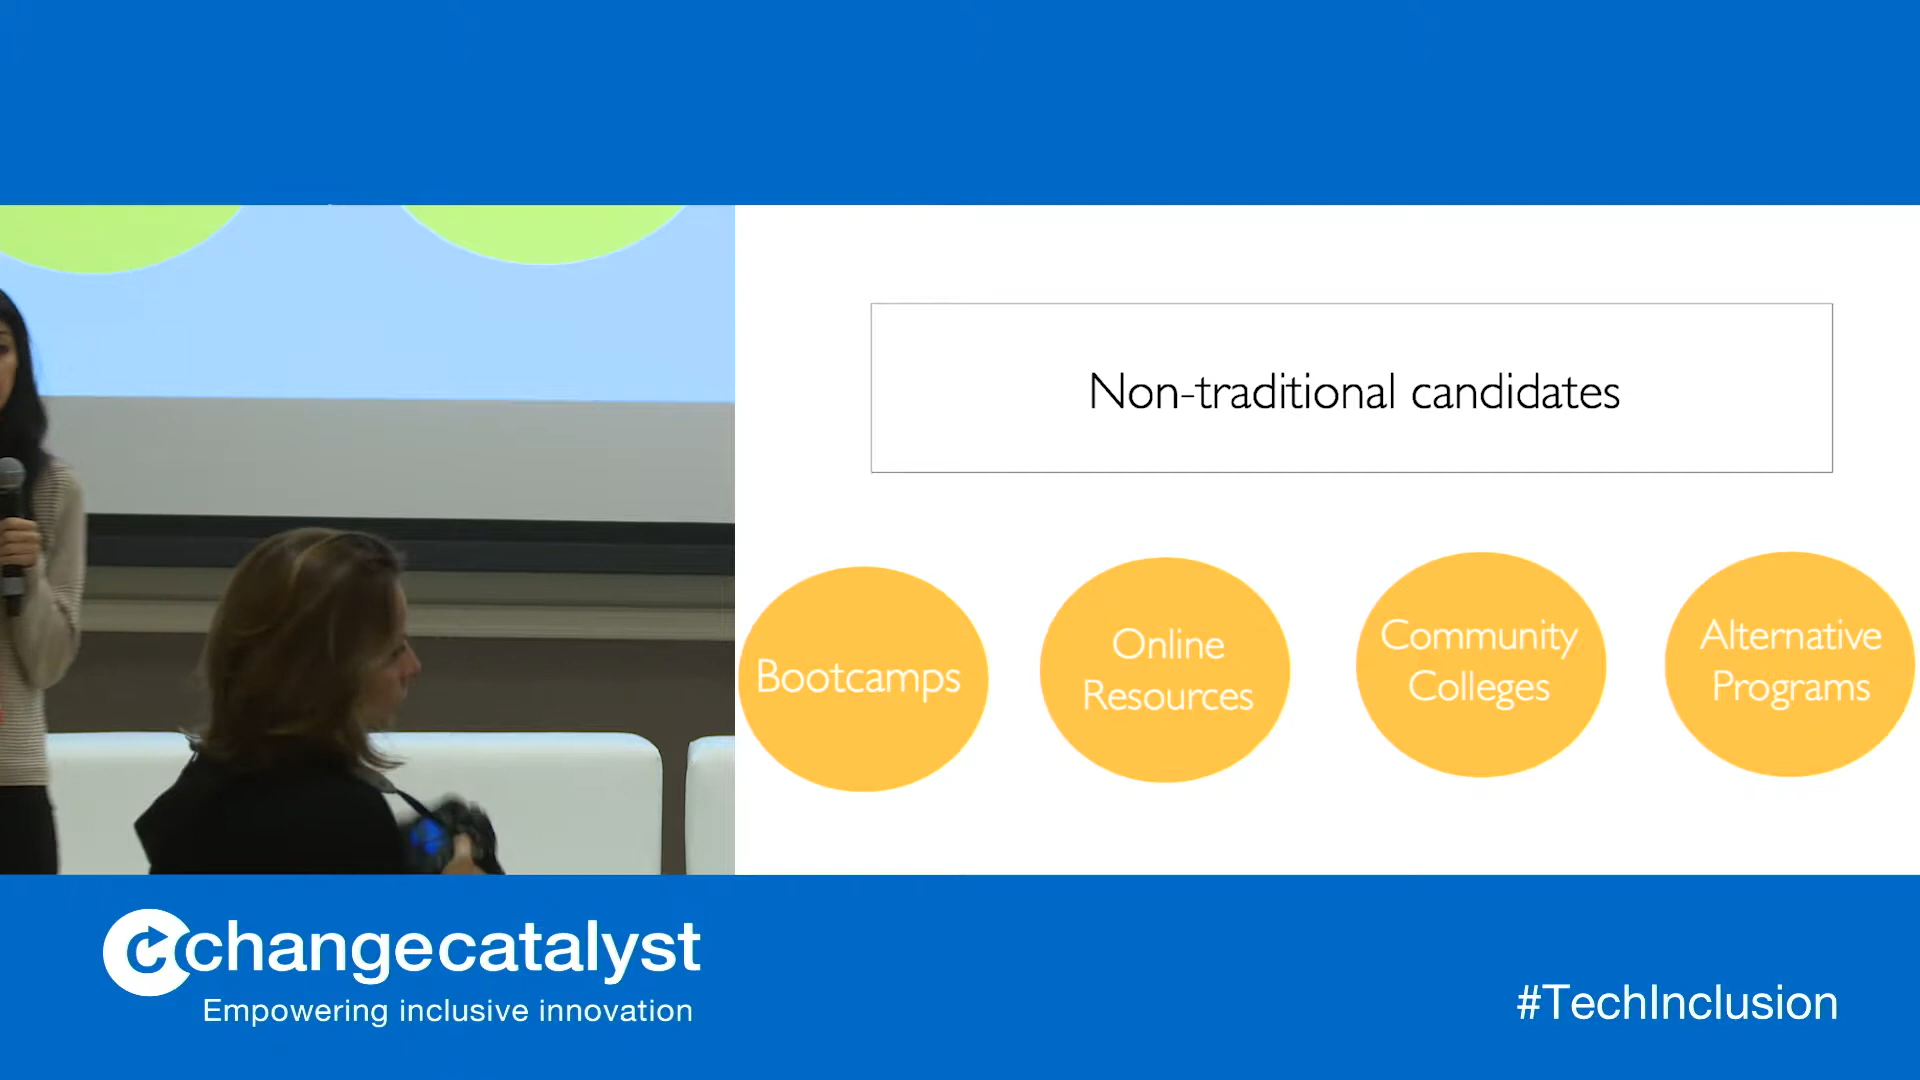 Non-traditional candidates
Bootcamps
Online
Resources
Community
Colleges
Alternative
Programs
changecatalyst
Empowering inclusive innovation
#TechInclusion